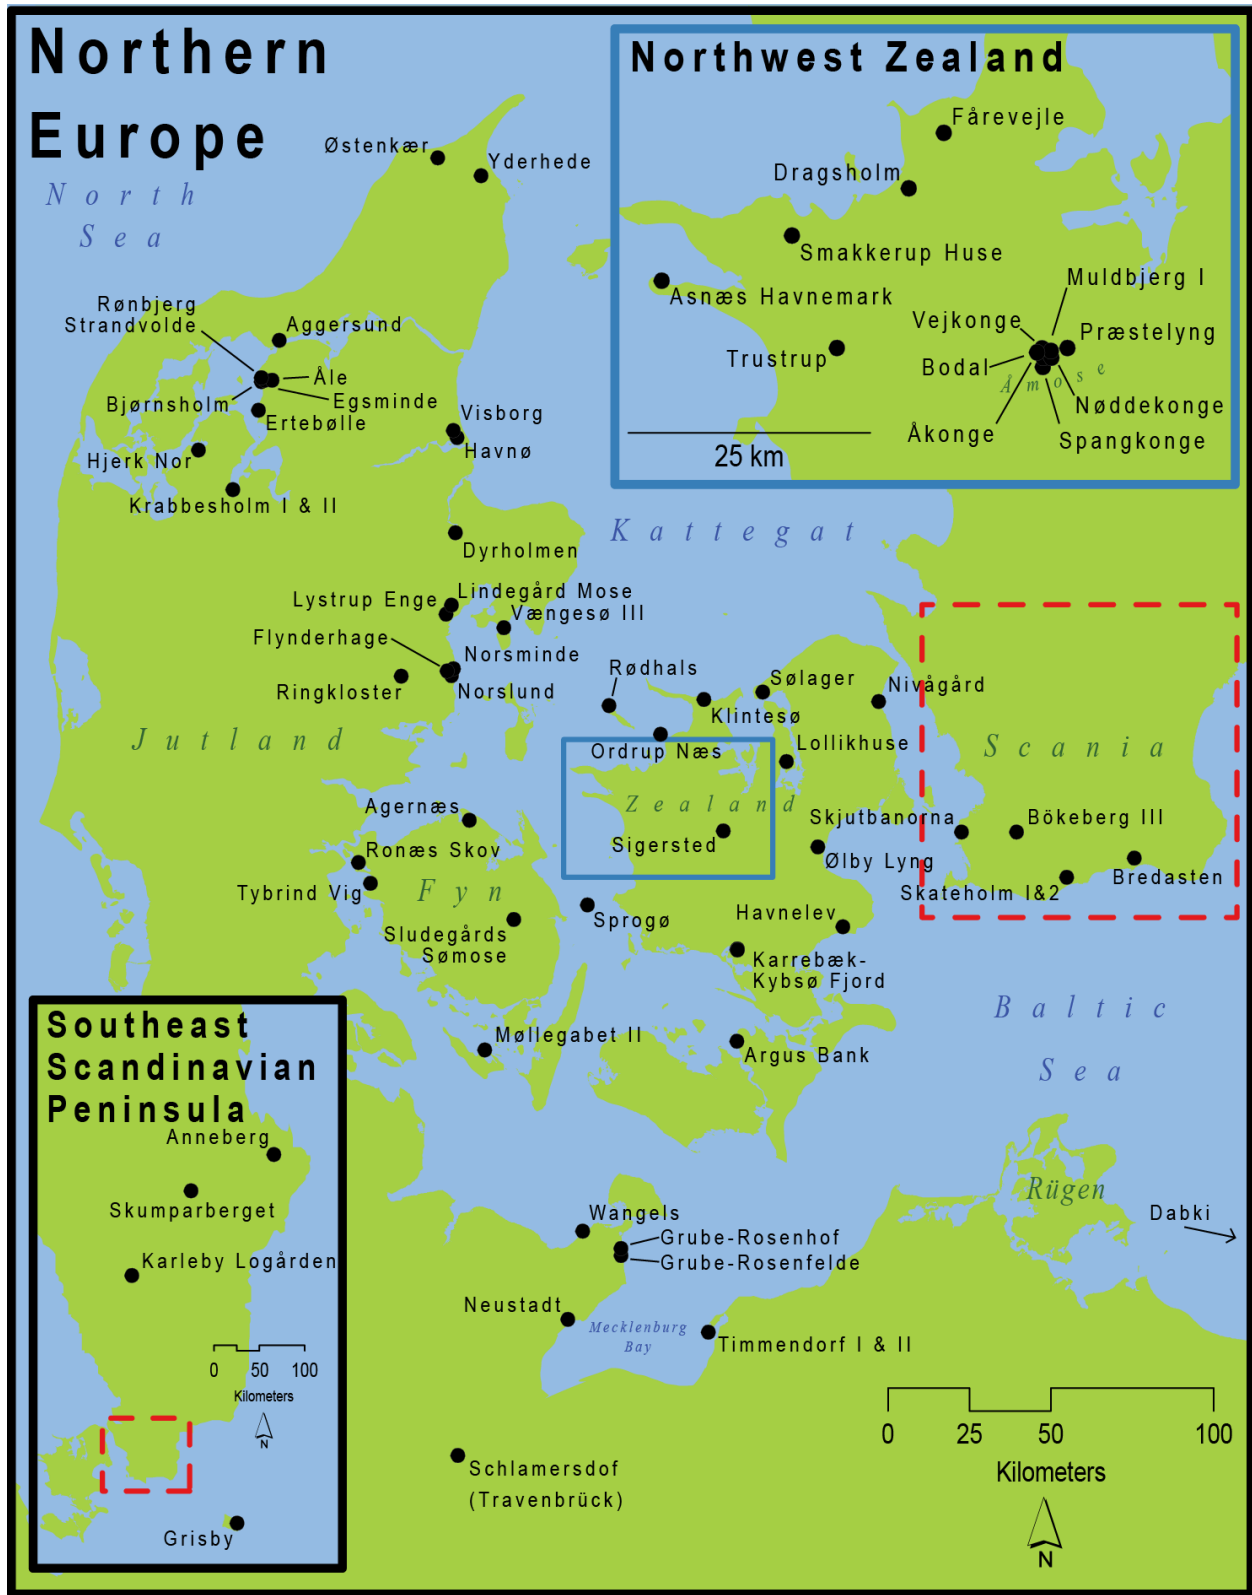 Northern
Europe
North
Sea
Østenkær
Yderhede
Rønbjerg
Strandvolde
Aggersund
Åle
Bjørnsholm
Egsminde
Ertebølle
Visborg
Havnø
Hjerk Nor
Krabbesholm I & II
Dyrholmen
Kattegat
Lindegård Mose
Lystrup Enge
Vængesø III
Flynderhage
Norsminde
Ringkloster
Norslund
Rødhals
Sølager
Nivågård
Klintesø
Jutland
Ordrup Næs
Lollikhuse
Scania
Zealand
Agernæs
Skjutbanorna
Bökeberg III
Sigersted
Ronæs Skov
Ølby Lyng
Tybrind Vig
Fyn
Skateholm I&2
Bredasten
Sprogø
Havnelev
Sludegårds
Sømose
Karrebæk-
Kybsø Fjord
Baltic
Sea
Møllegabet II
Argus Bank
Rügen
Dabki
Wangels
Grube-Rosenhof
Grube-Rosenfelde
Neustadt
Mecklenburg
Bay
Timmendorf I & II
Schlamersdof
(Travenbrück)
0 25 50 100
Kilometers
N
Northwest Zealand
Fårevejle
Dragsholm
Smakkerup Huse
Asnæs Havnemark
Muldbjerg I
Vejkonge
Præstelyng
Trustrup
Bodal
Åmose
Nøddekonge
Åkonge
Spangkonge
25 km
Southeast
Scandinavian
Peninsula
Anneberg
Skumparberget
Karleby Logården
0 50 100
Kilometers
N
Grisby